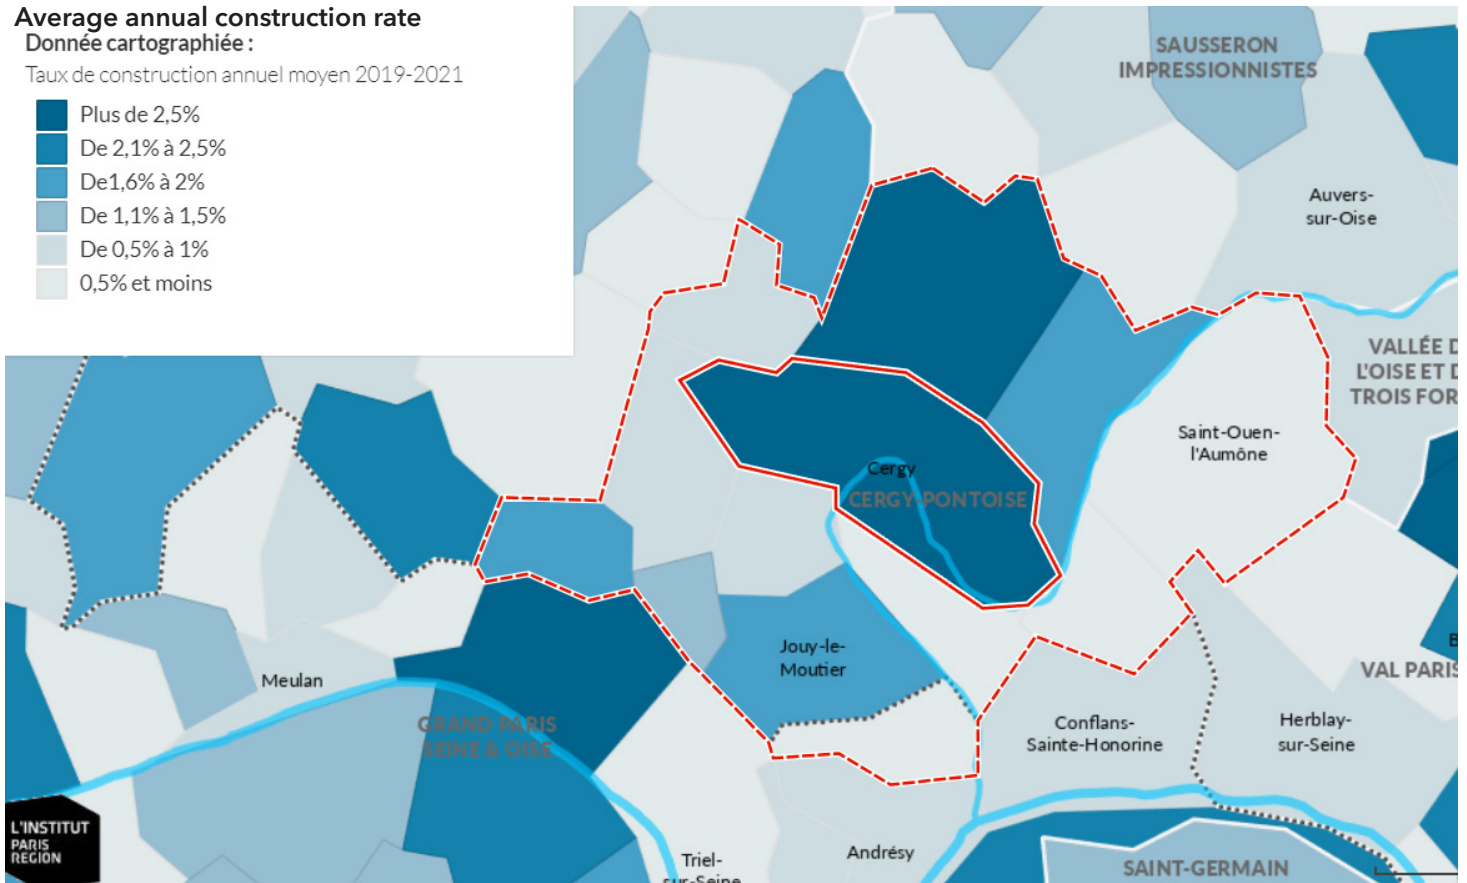 Average annual construction rate
Donnée cartographiée :
Taux de construction annuel moyen 2019-2021
Plus de 2,5%
De 2,1% à 2,5%
De1,6% à 2%
De 1,1% à 1,5%
De 0,5% à 1%
0,5% et moins
SAUSSERON
IMPRESSIONNISTES
Auvers-
sur-Oise
VALLÉE D
L'OISE ET D
TROIS FOR
Saint-Ouen-
l'Aumône
Cergy
CERGY-PONTOISE
Jouy-le-
Moutier
Meulan
GRAND PARIS
SEINE & OISE
Conflans-
Sainte-Honorine
Herblay-
sur-Seine
B
VAL PARIS
L'INSTITUT
PARIS
REGION
Triel-
sur-Seine
Andrésy
SAINT-GERMAIN